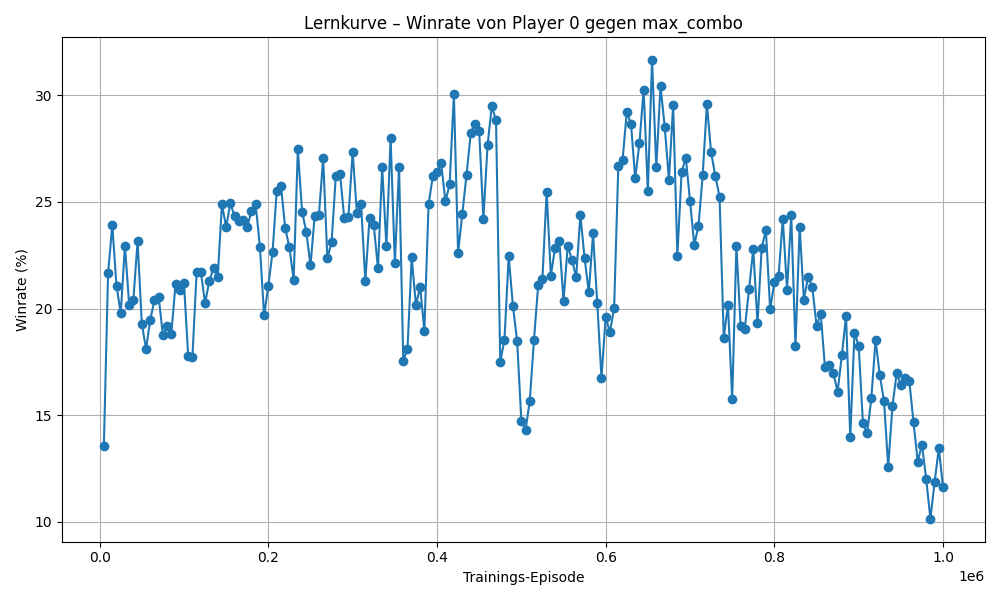 Lernkurve – Winrate von Player 0 gegen max_combo
Winrate (%)
30
25
20
15
10
0.0 0.2 0.4 0.6 0.8 1.0
1e6
Trainings-Episode